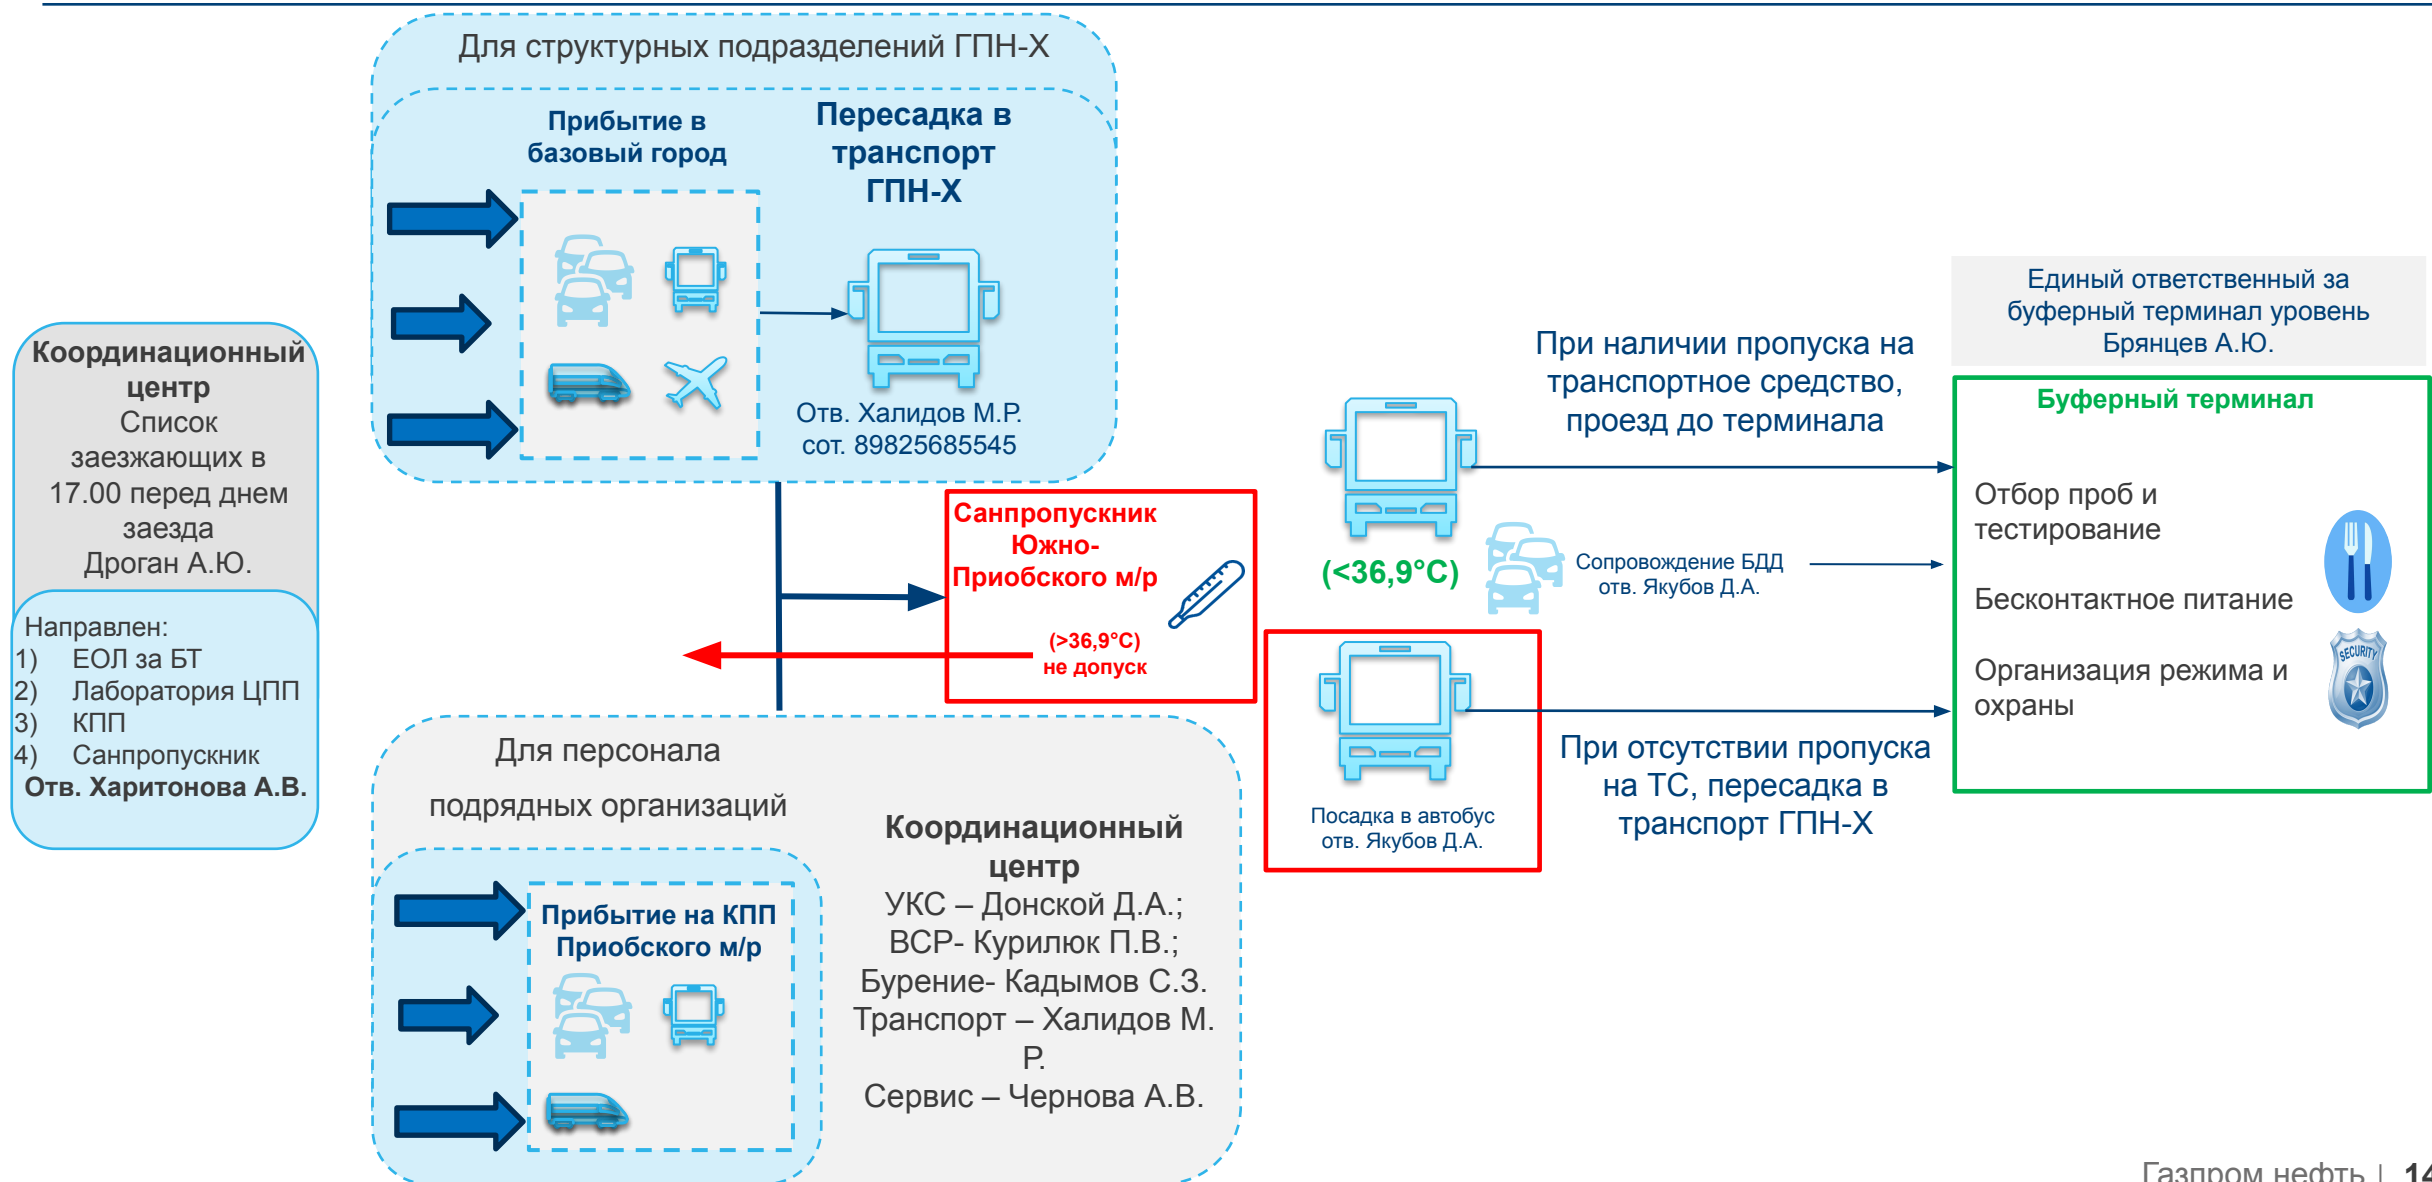 Для структурных подразделений ГПН-Х
Прибытие в
базовый город
Пересадка в
транспорт
ГПН-Х
Отв. Халидов М.Р.
сот. 89825685545
Координационный
центр
Список
заезжающих в
17.00 перед днем
заезда
Дроган А.Ю.
Направлен:
1) ЕОЛ за БТ
2) Лаборатория ЦПП
3) КПП
4) Санпропускник
Отв. Харитонова А.В.
Санпропускник
Южно-
Приобского м/р
(>36,9°C)
не допуск
Для персонала
подрядных организаций
Прибытие на КПП
Приобского м/р
Координационный
центр
УКС – Донской Д.А.;
ВСР- Курилюк П.В.;
Бурение- Кадымов С.З.
Транспорт – Халидов М.
Р.
Сервис – Чернова А.В.
При наличии пропуска на
транспортное средство,
проезд до терминала
(<36,9°C)
Сопровождение БДД
отв. Якубов Д.А.
Посадка в автобус
отв. Якубов Д.А.
При отсутствии пропуска
на ТС, пересадка в
транспорт ГПН-Х
Единый ответственный за
буферный терминал уровень
Брянцев А.Ю.
Буферный терминал
Отбор проб и
тестирование
Бесконтактное питание
Организация режима и
охраны
SECURITY
Газпром нефть | 14